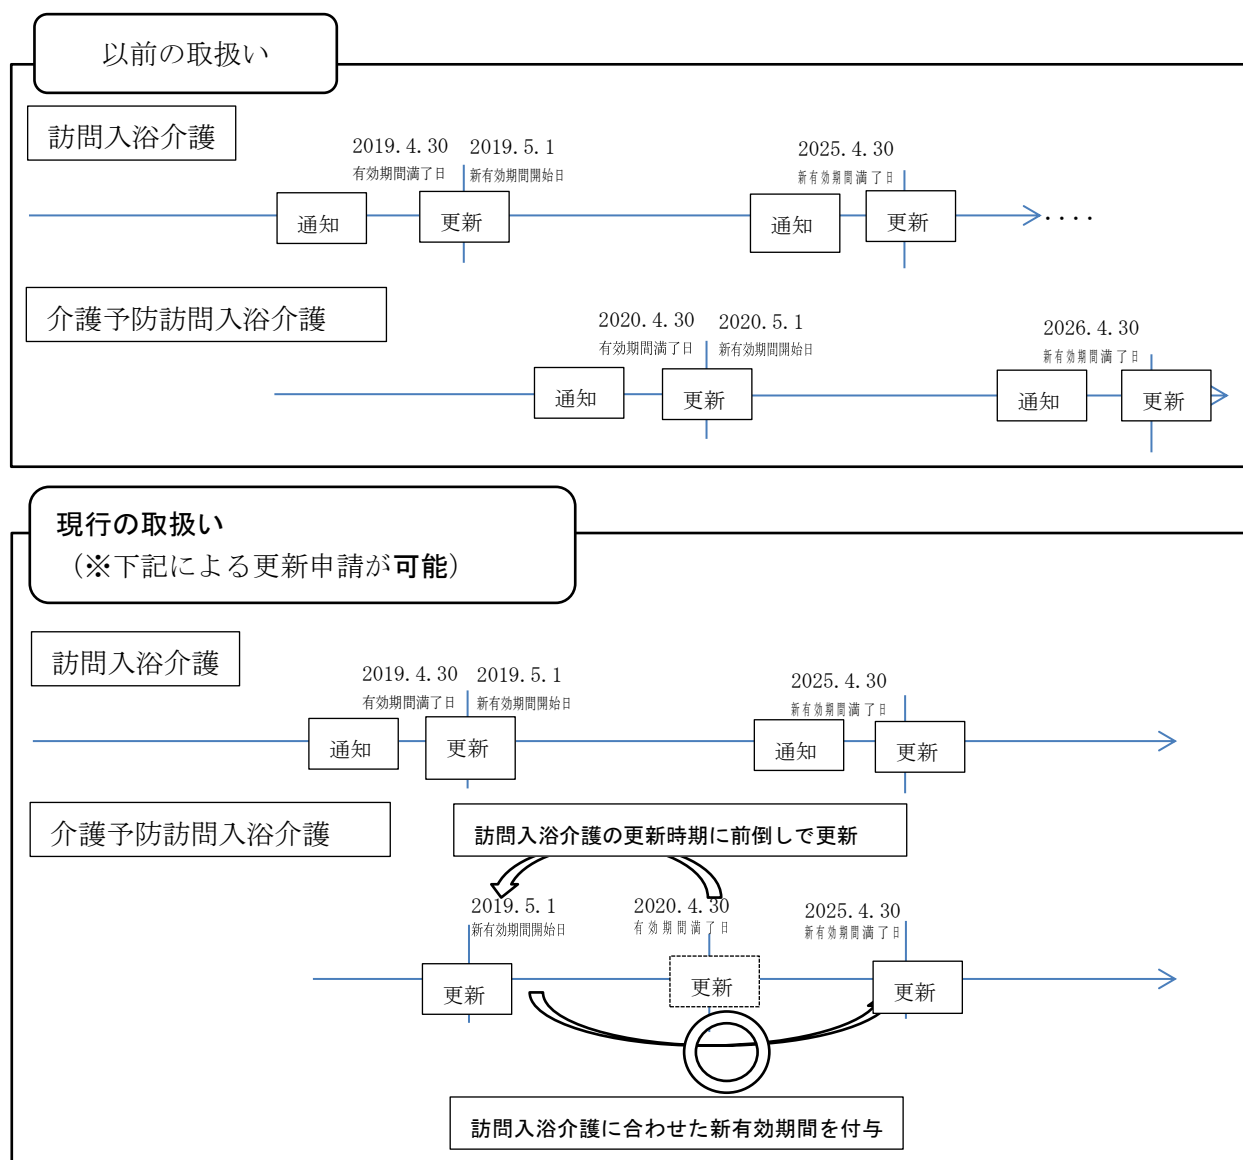 以前の取扱い
訪問入浴介護
2019.4.30 2019.5.1
有効期間満了日 新有効期間開始日
2025.4.30
新有効期間満了日
通知
更新
通知
更新
....
介護予防訪問入浴介護
2020.4.30 2020.5.1
有効期間満了日 新有効期間開始日
2026.4.30
新有効期間満了日
通知
更新
通知
更新
現行の取扱い
（※下記による更新申請が可能）
訪問入浴介護
2019.4.30 2019.5.1
有効期間満了日 新有効期間開始日
2025.4.30
新有効期間満了日
通知
更新
通知
更新
介護予防訪問入浴介護
訪問入浴介護の更新時期に前倒しで更新
2019.5.1
新有効期間開始日
2020.4.30
有効期間満了日
2025.4.30
新有効期間満了日
更新
更新
更新
訪問入浴介護に合わせた新有効期間を付与